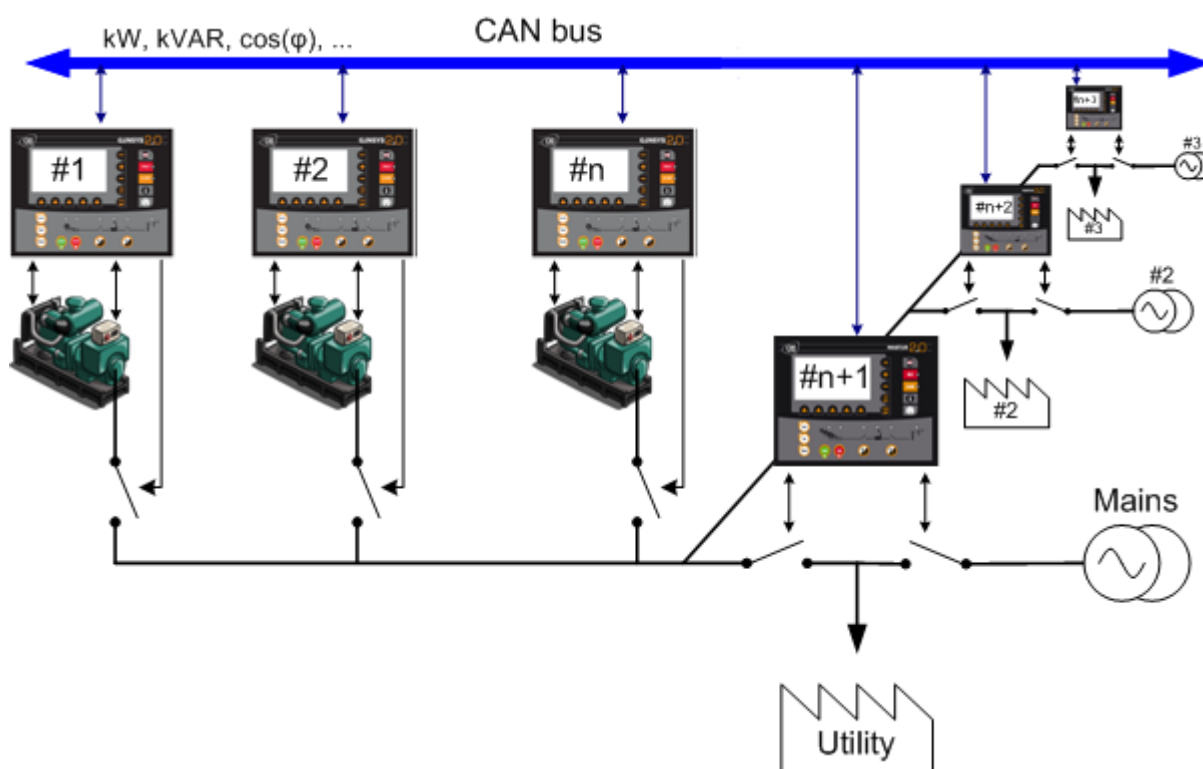 kW, kVAR, cos(φ), ...
CAN bus
#1
#2
#n
#n+1
#n+2
#n+3
#3
#3
#2
#2
Mains
Utility